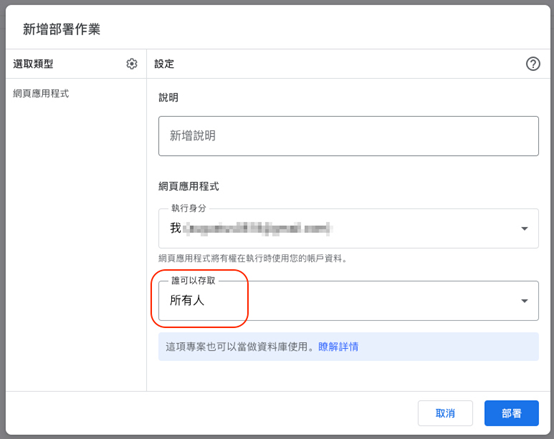 新增部署作業
選取類型
設定
網頁應用程式
說明
新增說明
網頁應用程式
執行身分
我
網頁應用程式將有權在執行時使用您的帳戶資料。
誰可以存取
所有人
這項專案也可以當做資料庫使用。瞭解詳情
取消
部署